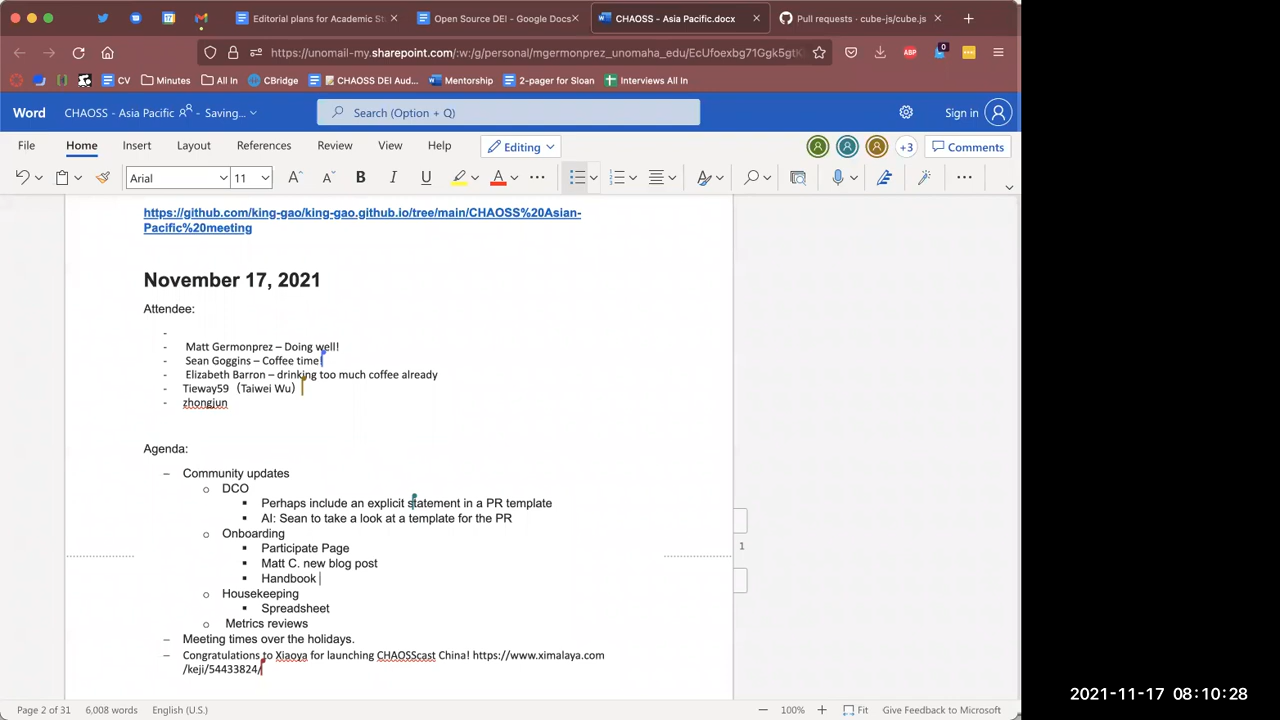 Editorial plans for Academic St
Open Source DEI - Google Docs
CHAOSS - Asia Pacific.docx
Pull requests · cube-js/cube.js
https://unomail-my.sharepoint.com/:w:/g/personal/mgermonprez_unomaha_edu/EcUfoexbg71Ggk5gtK
ABP
0
CV
Minutes
All In
CBridge
CHAOSS DEI Aud...
Mentorship
2-pager for Sloan
Interviews All In
Word
CHAOSS - Asia Pacific - Saving...
Search (Option + Q)
Sign in
File
Home
Insert
Layout
References
Review
View
Help
Editing
+3
Comments
Arial
11
B
I
U
https://github.com/king-gao/king-gao.github.io/tree/main/CHAOSS%20Asian-
Pacific%20meeting
November 17, 2021
Attendee:
-
- Matt Germonprez – Doing well!
- Sean Goggins – Coffee time!
- Elizabeth Barron – drinking too much coffee already
- Tieway59（Taiwei Wu）
- zhongjun
Agenda:
– Community updates
o DCO
▪ Perhaps include an explicit statement in a PR template
▪ AI: Sean to take a look at a template for the PR
o Onboarding
▪ Participate Page
▪ Matt C. new blog post
▪ Handbook
o Housekeeping
▪ Spreadsheet
o Metrics reviews
– Meeting times over the holidays.
– Congratulations to Xiaoya for launching CHAOSScast China! https://www.ximalaya.com
/keji/54433824/
1
Page 2 of 31
6,008 words
English (U.S.)
100%
Fit
Give Feedback to Microsoft
2021-11-17 08:10:28